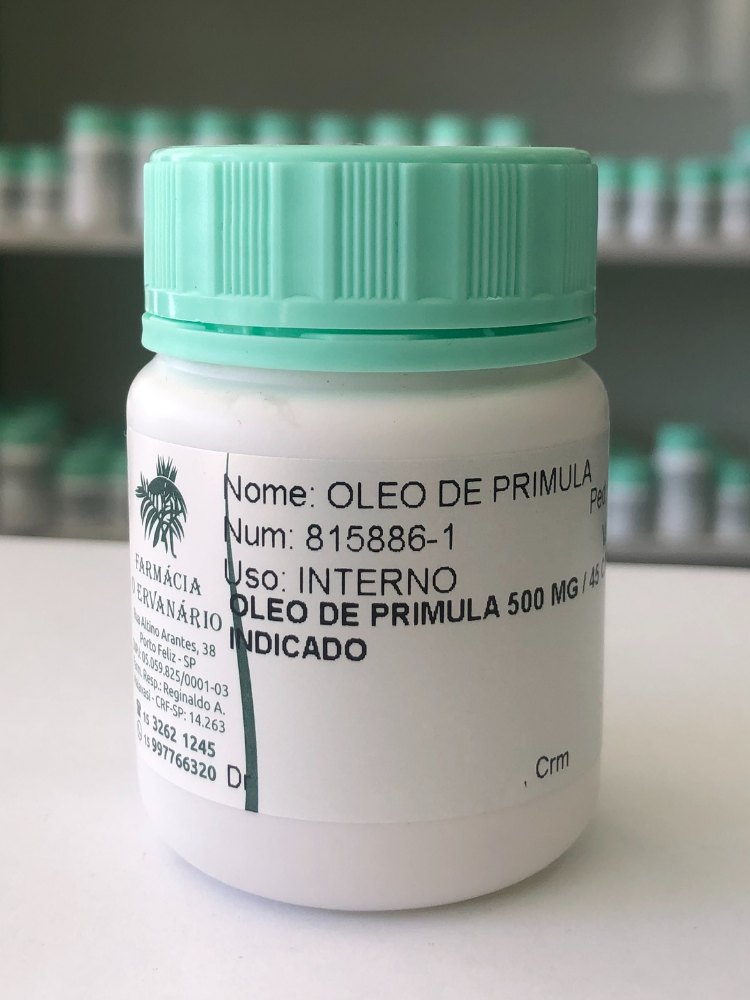 FARMÁCIA
O ERVANÁRIO
Altino Arantes, 38
Porto Feliz - SP
05.059.825/0001-03
Resp.: Reginaldo A.
- CRF-SP: 14.263
15 3262 1245
15 997766320
Nome: OLEO DE PRIMULA
Num: 815886-1
Uso: INTERNO
OLEO DE PRIMULA 500 MG / 45
INDICADO
Dr , Crm